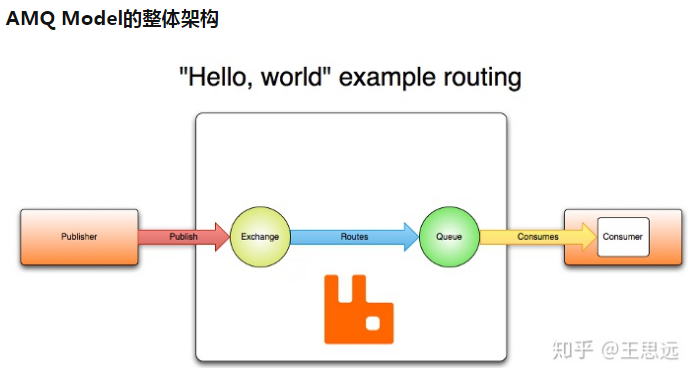 AMQ Model的整体架构
"Hello, world" example routing
Publisher
Publish
Exchange
Routes
Queue
Consumes
Consumer
知乎 @王思远